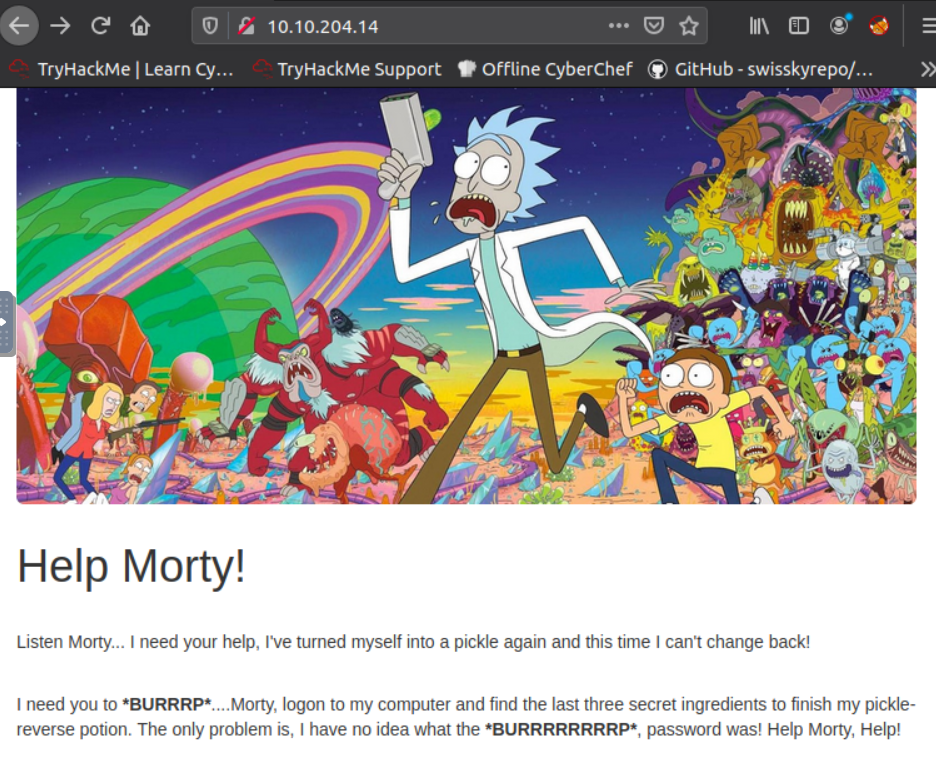 10.10.204.14
TryHackMe | Learn Cy... TryHackMe Support Offline CyberChef GitHub - swisskyrepo/...
Help Morty!
Listen Morty... I need your help, I've turned myself into a pickle again and this time I can't change back!
I need you to *BURRRP*....Morty, logon to my computer and find the last three secret ingredients to finish my pickle-
reverse potion. The only problem is, I have no idea what the *BURRRRRRRRP*, password was! Help Morty, Help!